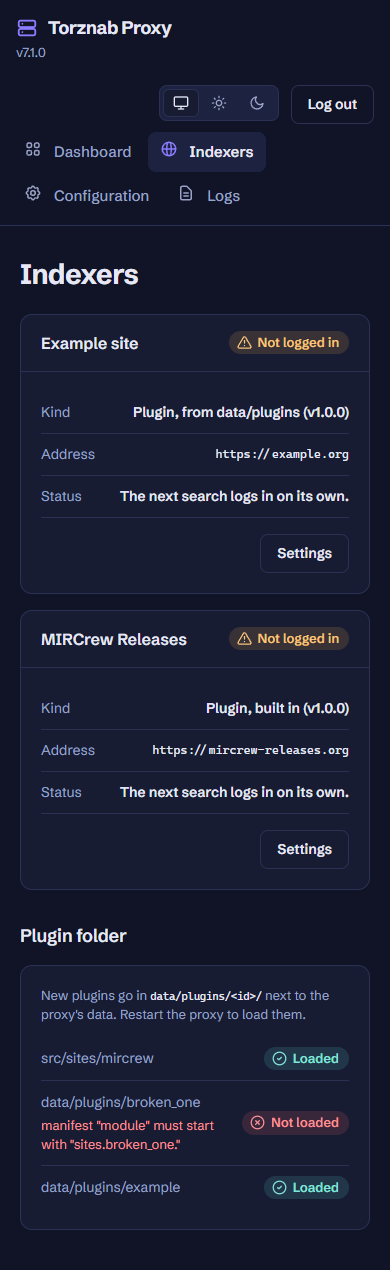 Torznab Proxy
v7.1.0
Log out
Dashboard
Indexers
Configuration
Logs
Indexers
Example site
Not logged in
Kind
Plugin, from data/plugins (v1.0.0)
Address
https://example.org
Status
The next search logs in on its own.
Settings
MIRCrew Releases
Not logged in
Kind
Plugin, built in (v1.0.0)
Address
https://mircrew-releases.org
Status
The next search logs in on its own.
Settings
Plugin folder
New plugins go in data/plugins/<id>/ next to the
proxy's data. Restart the proxy to load them.
src/sites/mircrew
Loaded
data/plugins/broken_one
manifest "module" must start
with "sites.broken_one."
Not loaded
data/plugins/example
Loaded